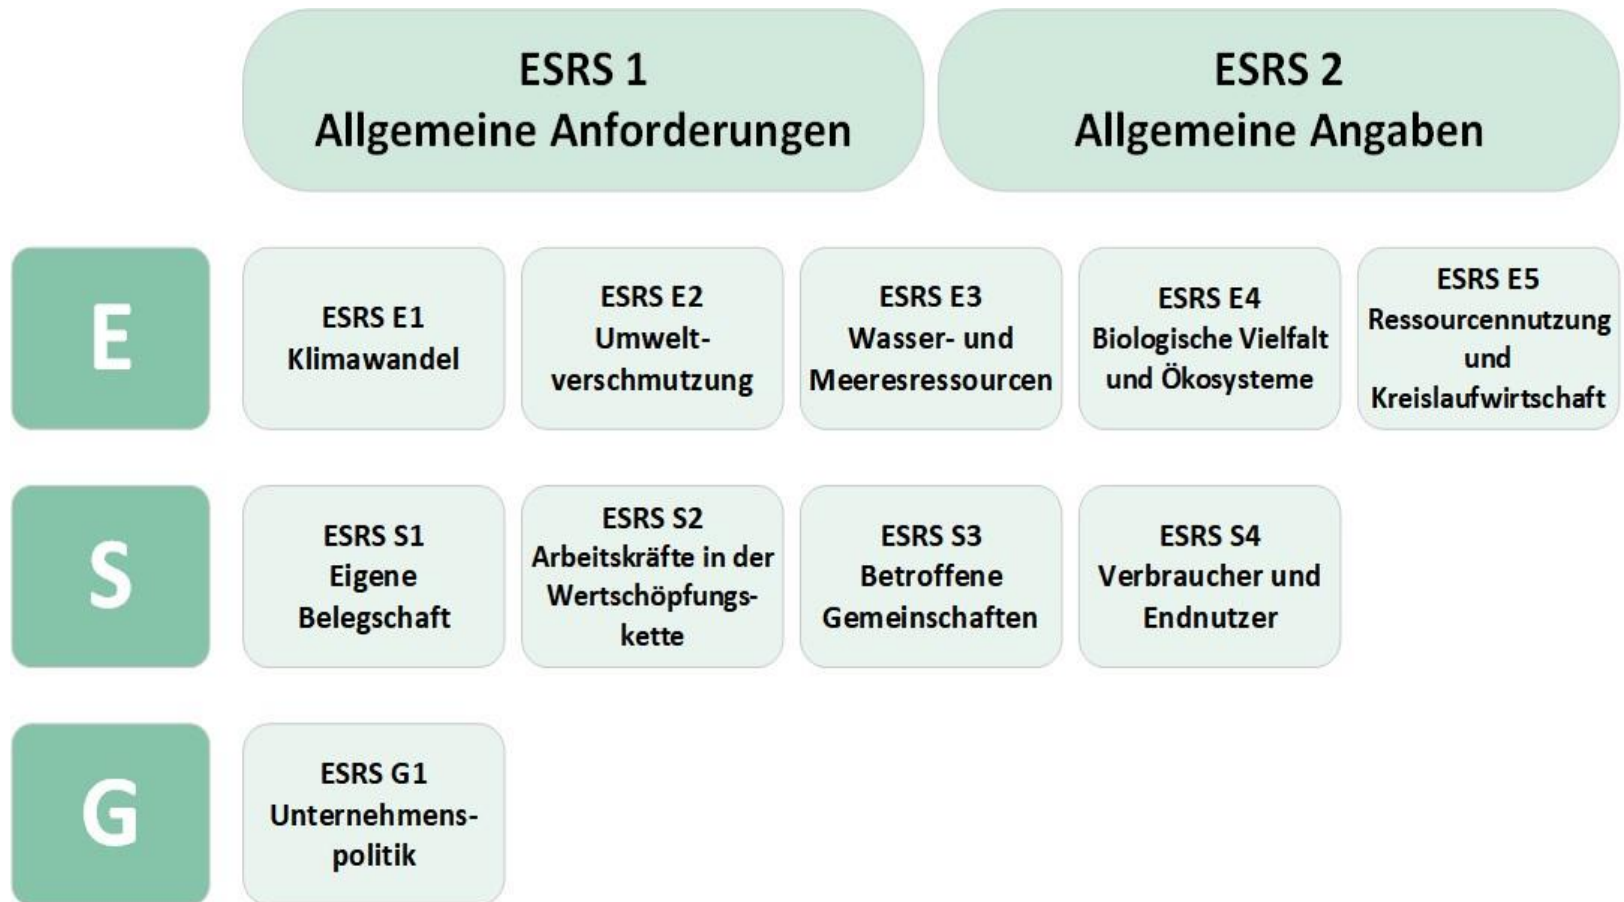 ESRS 1
Allgemeine Anforderungen
ESRS 2
Allgemeine Angaben
E
ESRS E1
Klimawandel
ESRS E2
Umwelt-
verschmutzung
ESRS E3
Wasser- und
Meeresressourcen
ESRS E4
Biologische Vielfalt
und Ökosysteme
ESRS E5
Ressourcennutzung
und
Kreislaufwirtschaft
S
ESRS S1
Eigene
Belegschaft
ESRS S2
Arbeitskräfte in der
Wertschöpfungs-
kette
ESRS S3
Betroffene
Gemeinschaften
ESRS S4
Verbraucher und
Endnutzer
G
ESRS G1
Unternehmens-
politik